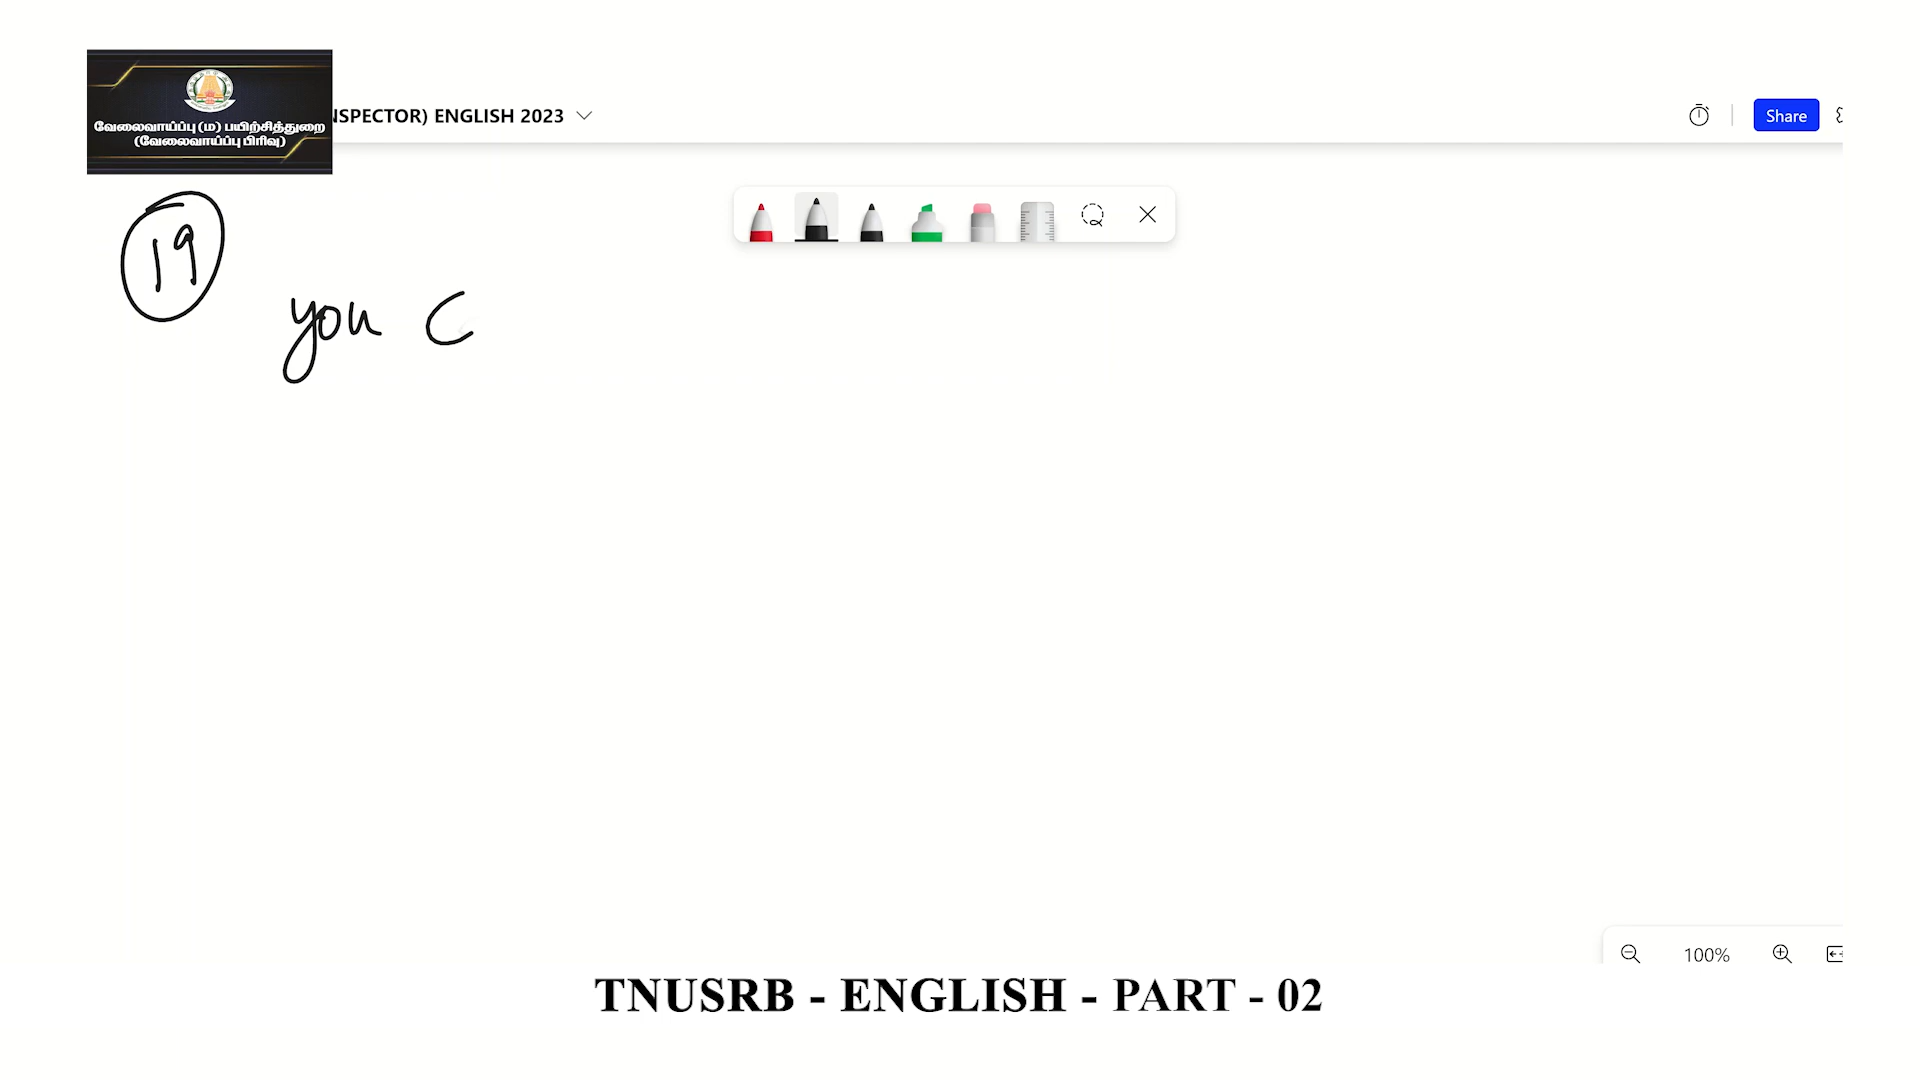 வேலைவாய்ப்பு (ம) பயிற்சித்துறை
(வேலைவாய்ப்பு பிரிவு)
NSPECTOR) ENGLISH 2023
Share
19
you C
100%
TNUSRB - ENGLISH - PART - 02